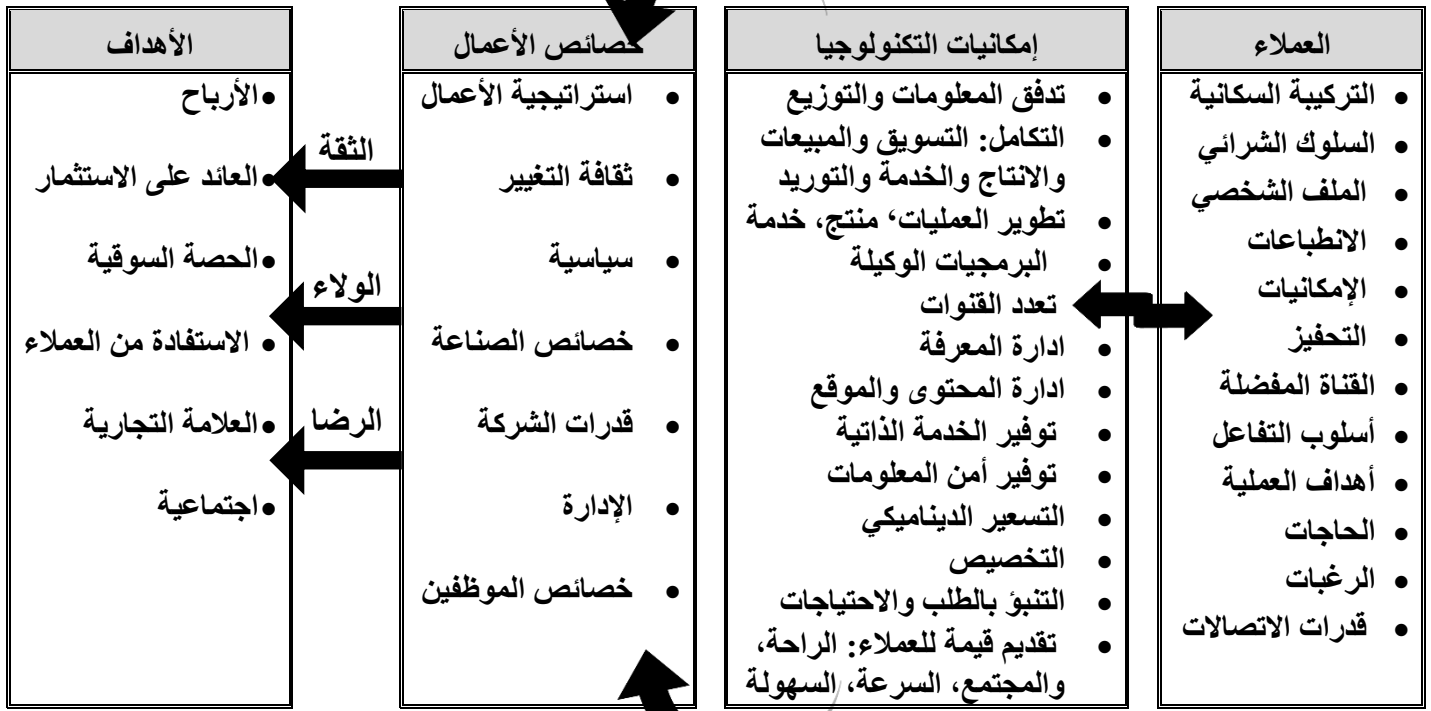 العملاء
• التركيبة السكانية
• السلوك الشرائي
• الملف الشخصي
• الانطباعات
• الإمكانيات
• التحفيز
• القناة المفضلة
• أسلوب التفاعل
• أهداف العملية
• الحاجات
• الرغبات
• قدرات الاتصالات
إمكانيات التكنولوجيا
• تدفق المعلومات والتوزيع
• التكامل: التسويق والمبيعات
والانتاج والخدمة والتوريد
• تطوير العمليات، منتج، خدمة
• البرمجيات الوكيلة
• تعدد القنوات
• ادارة المعرفة
• ادارة المحتوى والموقع
• توفير الخدمة الذاتية
• توفير أمن المعلومات
• التسعير الديناميكي
• التخصيص
• التنبؤ بالطلب والاحتياجات
• تقديم قيمة للعملاء: الراحة،
والمجتمع، السرعة، السهولة
خصائص الأعمال
• استراتيجية الأعمال
• ثقافة التغيير
• سياسية
• خصائص الصناعة
• قدرات الشركة
• الإدارة
• خصائص الموظفين
الثقة
الولاء
الرضا
الأهداف
• الأرباح
• العائد على الاستثمار
• الحصة السوقية
• الاستفادة من العملاء
• العلامة التجارية
• اجتماعية